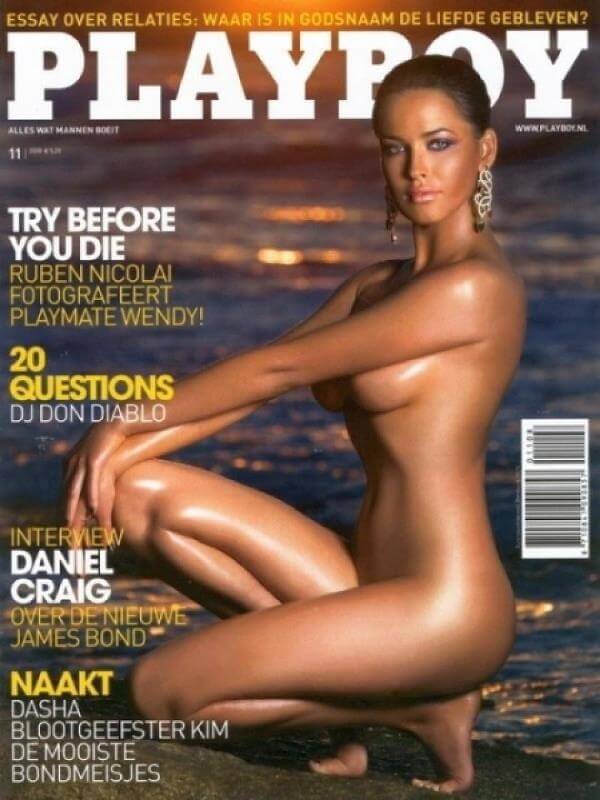 ESSAY OVER RELATIES: WAAR IS IN GODSNAAM DE LIEFDE GEBLEVEN?
PLAYBOY
ALLES WAT MANNEN BOEIT
WWW.PLAYBOY.NL
11
TRY BEFORE
YOU DIE
RUBEN NICOLAI
FOTOGRAFEERT
PLAYMATE WENDY!
20
QUESTIONS
DJ DON DIABLO
INTERVIEW
DANIEL
CRAIG
OVER DE NIEUWE
JAMES BOND
NAAKT
DASHA
BLOOTGEEFSTER KIM
DE MOOISTE
BONDMEISJES